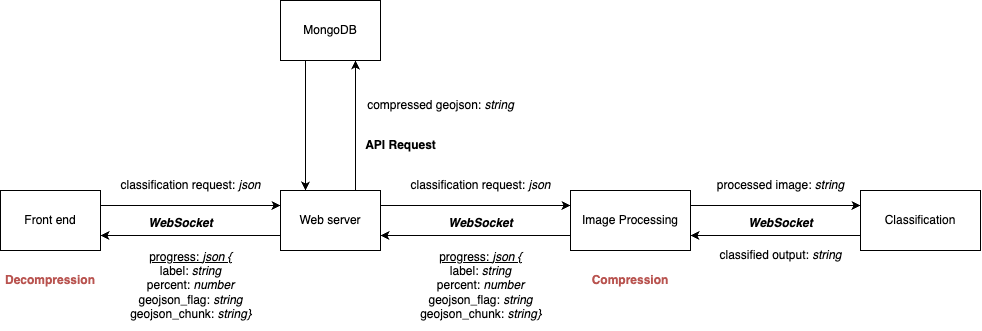 MongoDB
compressed geojson: string
API Request
classification request: json
classification request: json
processed image: string
Front end
WebSocket
Web server
WebSocket
Image Processing
WebSocket
Classification
progress: json {
label: string
percent: number
geojson_flag: string
geojson_chunk: string}
progress: json {
label: string
percent: number
geojson_flag: string
geojson_chunk: string}
classified output: string
Decompression
Compression